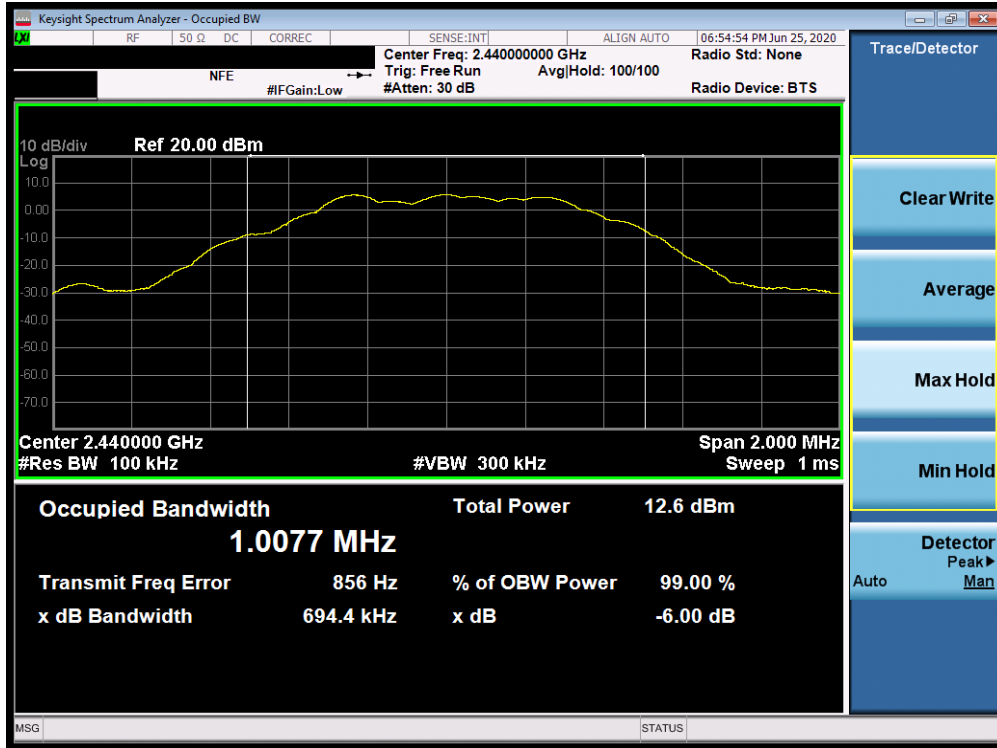 Keysight Spectrum Analyzer - Occupied BW
LXI RF 50 Ω DC CORREC SENSE:INT ALIGN AUTO 06:54:54 PM Jun 25, 2020
Center Freq: 2.440000000 GHz Radio Std: None
NFE Trig: Free Run Avg|Hold: 100/100
#IFGain:Low #Atten: 30 dB Radio Device: BTS
Trace/Detector
10 dB/div Ref 20.00 dBm
Log
10.0
0.00
-10.0
-20.0
-30.0
-40.0
-50.0
-60.0
-70.0
Center 2.440000 GHz Span 2.000 MHz
#Res BW 100 kHz #VBW 300 kHz Sweep 1 ms
Occupied Bandwidth Total Power 12.6 dBm
1.0077 MHz
Transmit Freq Error 856 Hz % of OBW Power 99.00 %
x dB Bandwidth 694.4 kHz x dB -6.00 dB
Clear Write
Average
Max Hold
Min Hold
Detector
Peak▶
Auto Man
MSG STATUS